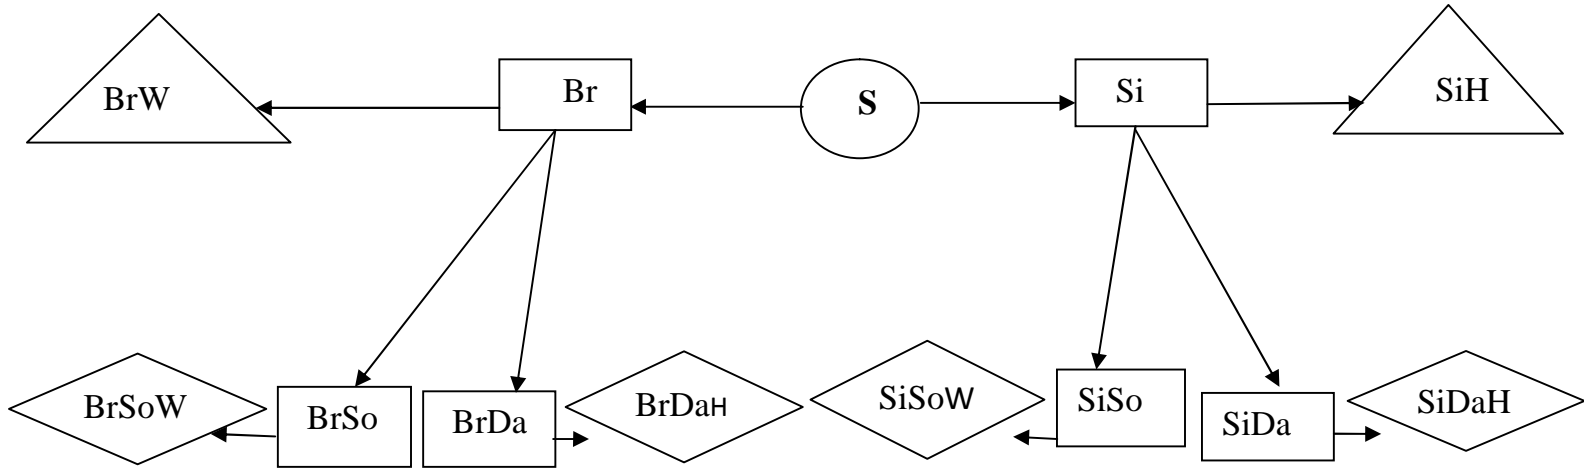 BrW
Br
S
Si
SiH
BrSoW
BrSo
BrDa
BrDaH
SiSoW
SiSo
SiDa
SiDaH